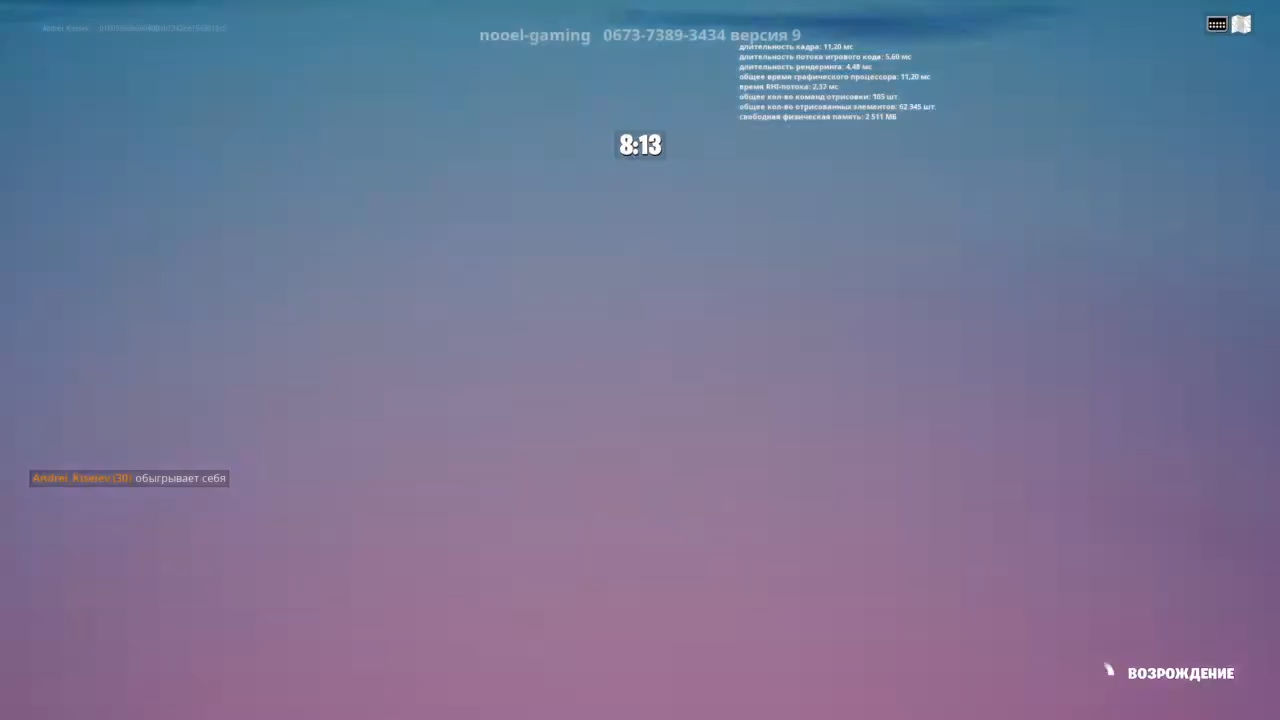 nooel-gaming 0673-7389-3434 версия 9
длительность кадра: 11,20 мс
длительность потока игрового кода: 5,60 мс
длительность рендеринга: 4,48 мс
общее время графического процессора: 11,20 мс
время RHI-потока: 2,37 мс
общее кол-во команд отрисовки: 105 шт.
общее кол-во отрисованных элементов: 62 345 шт.
свободная физическая память: 2 511 МБ
8:13
Andrei_Kiselev (30) обыгрывает себя
ВОЗРОЖДЕНИЕ